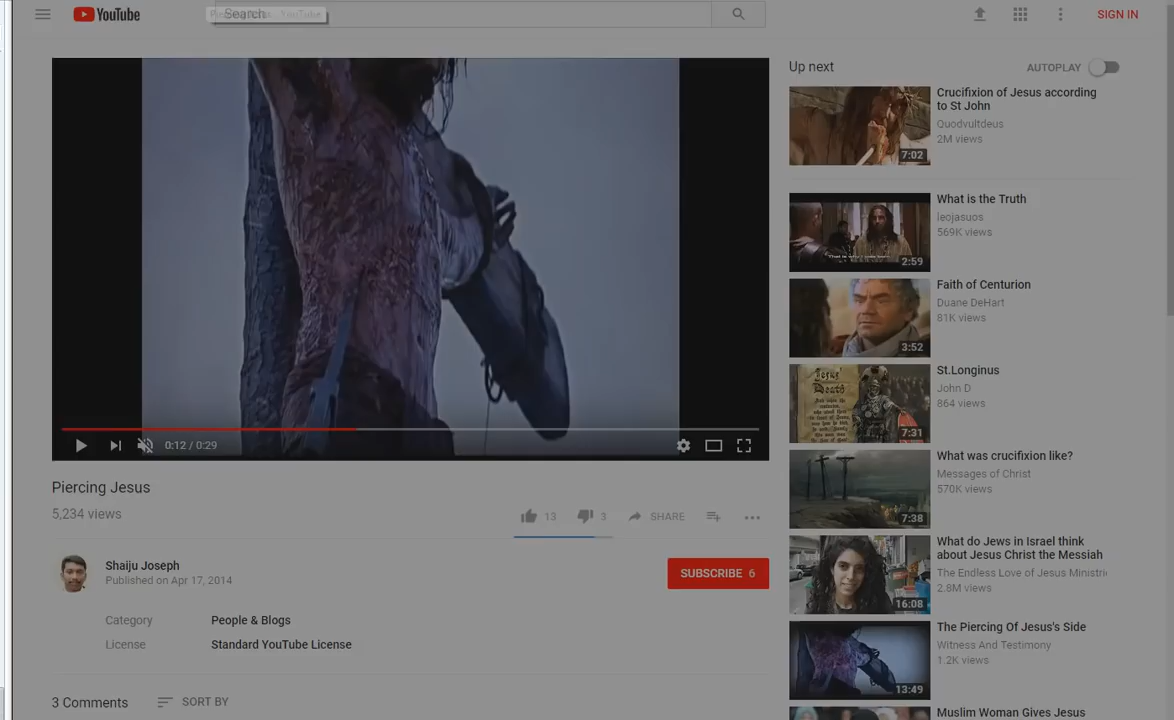 YouTube
Search
SIGN IN
0:12 / 0:29
Piercing Jesus
5,234 views
13
3
SHARE
Shaiju Joseph
Published on Apr 17, 2014
SUBSCRIBE 6
Category
People & Blogs
License
Standard YouTube License
3 Comments
SORT BY
Up next
AUTOPLAY
7:02
Crucifixion of Jesus according
to St John
Quodvultdeus
2M views
2:59
What is the Truth
leojasuos
569K views
3:52
Faith of Centurion
Duane DeHart
81K views
7:31
St.Longinus
John D
864 views
7:38
What was crucifixion like?
Messages of Christ
570K views
16:08
What do Jews in Israel think
about Jesus Christ the Messiah
The Endless Love of Jesus Ministri
2.8M views
13:49
The Piercing Of Jesus's Side
Witness And Testimony
1.2K views
Muslim Woman Gives Jesus